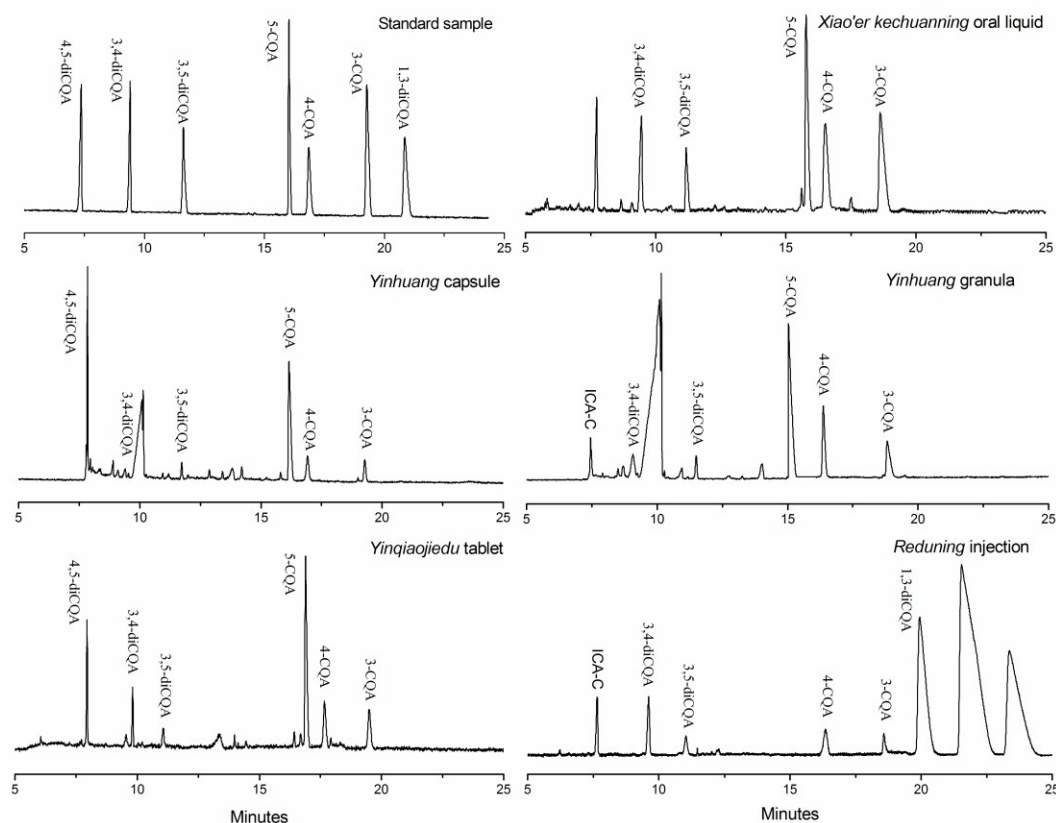 Standard sample
4,5-diCQA
3,4-diCQA
3,5-diCQA
5-CQA
4-CQA
3-CQA
1,3-diCQA
5 10 15 20 25
Xiao'er kechuanning oral liquid
3,4-diCQA
3,5-diCQA
5-CQA
4-CQA
3-CQA
5 10 15 20 25
Yinhuang capsule
4,5-diCQA
3,4-diCQA
3,5-diCQA
5-CQA
4-CQA
3-CQA
5 10 15 20 25
Yinhuang granula
ICA-C
3,4-diCQA
3,5-diCQA
5-CQA
4-CQA
3-CQA
5 10 15 20 25
Yinqiaojiedu tablet
4,5-diCQA
3,4-diCQA
3,5-diCQA
5-CQA
4-CQA
3-CQA
5 10 15 20 25
Minutes
Reduning injection
ICA-C
3,4-diCQA
3,5-diCQA
4-CQA
3-CQA
1,3-diCQA
5 10 15 20 25
Minutes